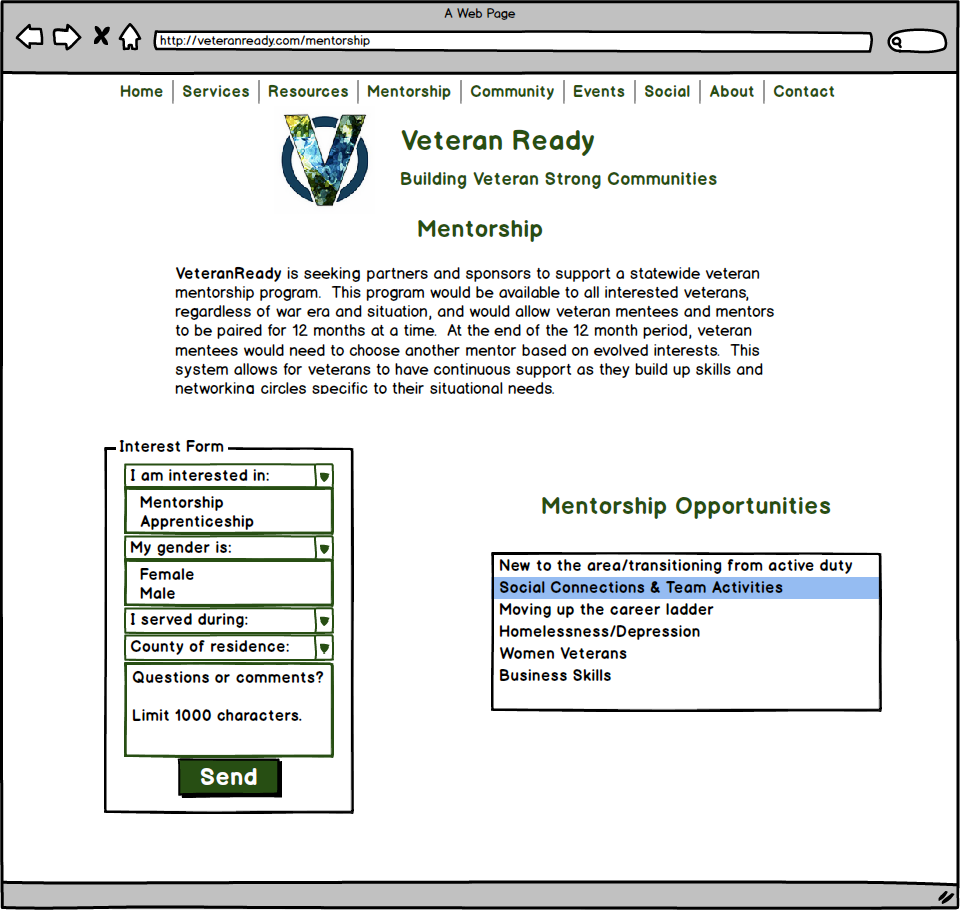 A Web Page
http://veteranready.com/mentorship
Home Services Resources Mentorship Community Events Social About Contact
Veteran Ready
Building Veteran Strong Communities
Mentorship
VeteranReady is seeking partners and sponsors to support a statewide veteran
mentorship program. This program would be available to all interested veterans,
regardless of war era and situation, and would allow veteran mentees and mentors
to be paired for 12 months at a time. At the end of the 12 month period, veteran
mentees would need to choose another mentor based on evolved interests. This
system allows for veterans to have continuous support as they build up skills and
networking circles specific to their situational needs.
Interest Form
I am interested in:
Mentorship
Apprenticeship
My gender is:
Female
Male
I served during:
County of residence:
Questions or comments?
Limit 1000 characters.
Send
Mentorship Opportunities
New to the area/transitioning from active duty
Social Connections & Team Activities
Moving up the career ladder
Homelessness/Depression
Women Veterans
Business Skills